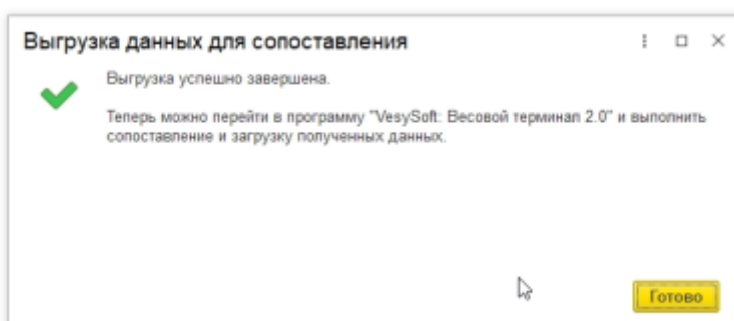 Выгрузка данных для сопоставления
Выгрузка успешно завершена.
Теперь можно перейти в программу "VesySoft: Весовой терминал 2.0" и выполнить
сопоставление и загрузку полученных данных.
Готово